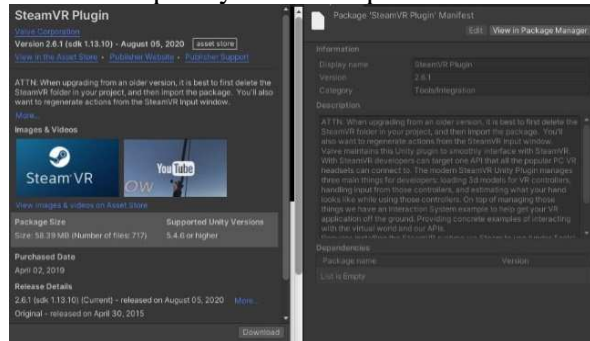 SteamVR Plugin
Valve Corporation
Version 2.6.1 (sdk 1.13.10) - August 05, 2020 asset store
View in the Asset Store • Publisher Website • Publisher Support
ATTN: When upgrading from an older version, it is best to first delete the
SteamVR folder in your project, and then import the package. You'll also
want to regenerate actions from the SteamVR Input window.
More...
Images & Videos
STEAM VR
YouTube
View images & videos on Asset Store
Package Size
Supported Unity Versions
Size: 58.39 MB (Number of files: 717)
5.4.6 or higher
Purchased Date
April 02, 2019
Release Details
2.6.1 (sdk 1.13.10) (Current) - released on August 05, 2020 More...
Original - released on April 30, 2015
Download
Package 'SteamVR Plugin' Manifest
Edit
View in Package Manager
Information
Display name
SteamVR Plugin
Version
2.6.1
Category
Tools/Integration
Description
ATTN: When upgrading from an older version, it is best to first delete the
SteamVR folder in your project, and then import the package. You'll
also want to regenerate actions from the SteamVR Input window.
Valve maintains this Unity plugin to smoothly interface with SteamVR.
With SteamVR developers can target one API that all the popular PC VR
headsets can connect to. The modern SteamVR Unity Plugin manages
three main things for developers: loading 3d models for VR controllers,
handling input from those controllers, and estimating what your hand
looks like while using those controllers. On top of managing those
things we have an Interaction System example to help get your VR
application off the ground. Providing concrete examples of interacting
with the virtual world and our APIs.
Dependencies
Package name
Version
List is Empty